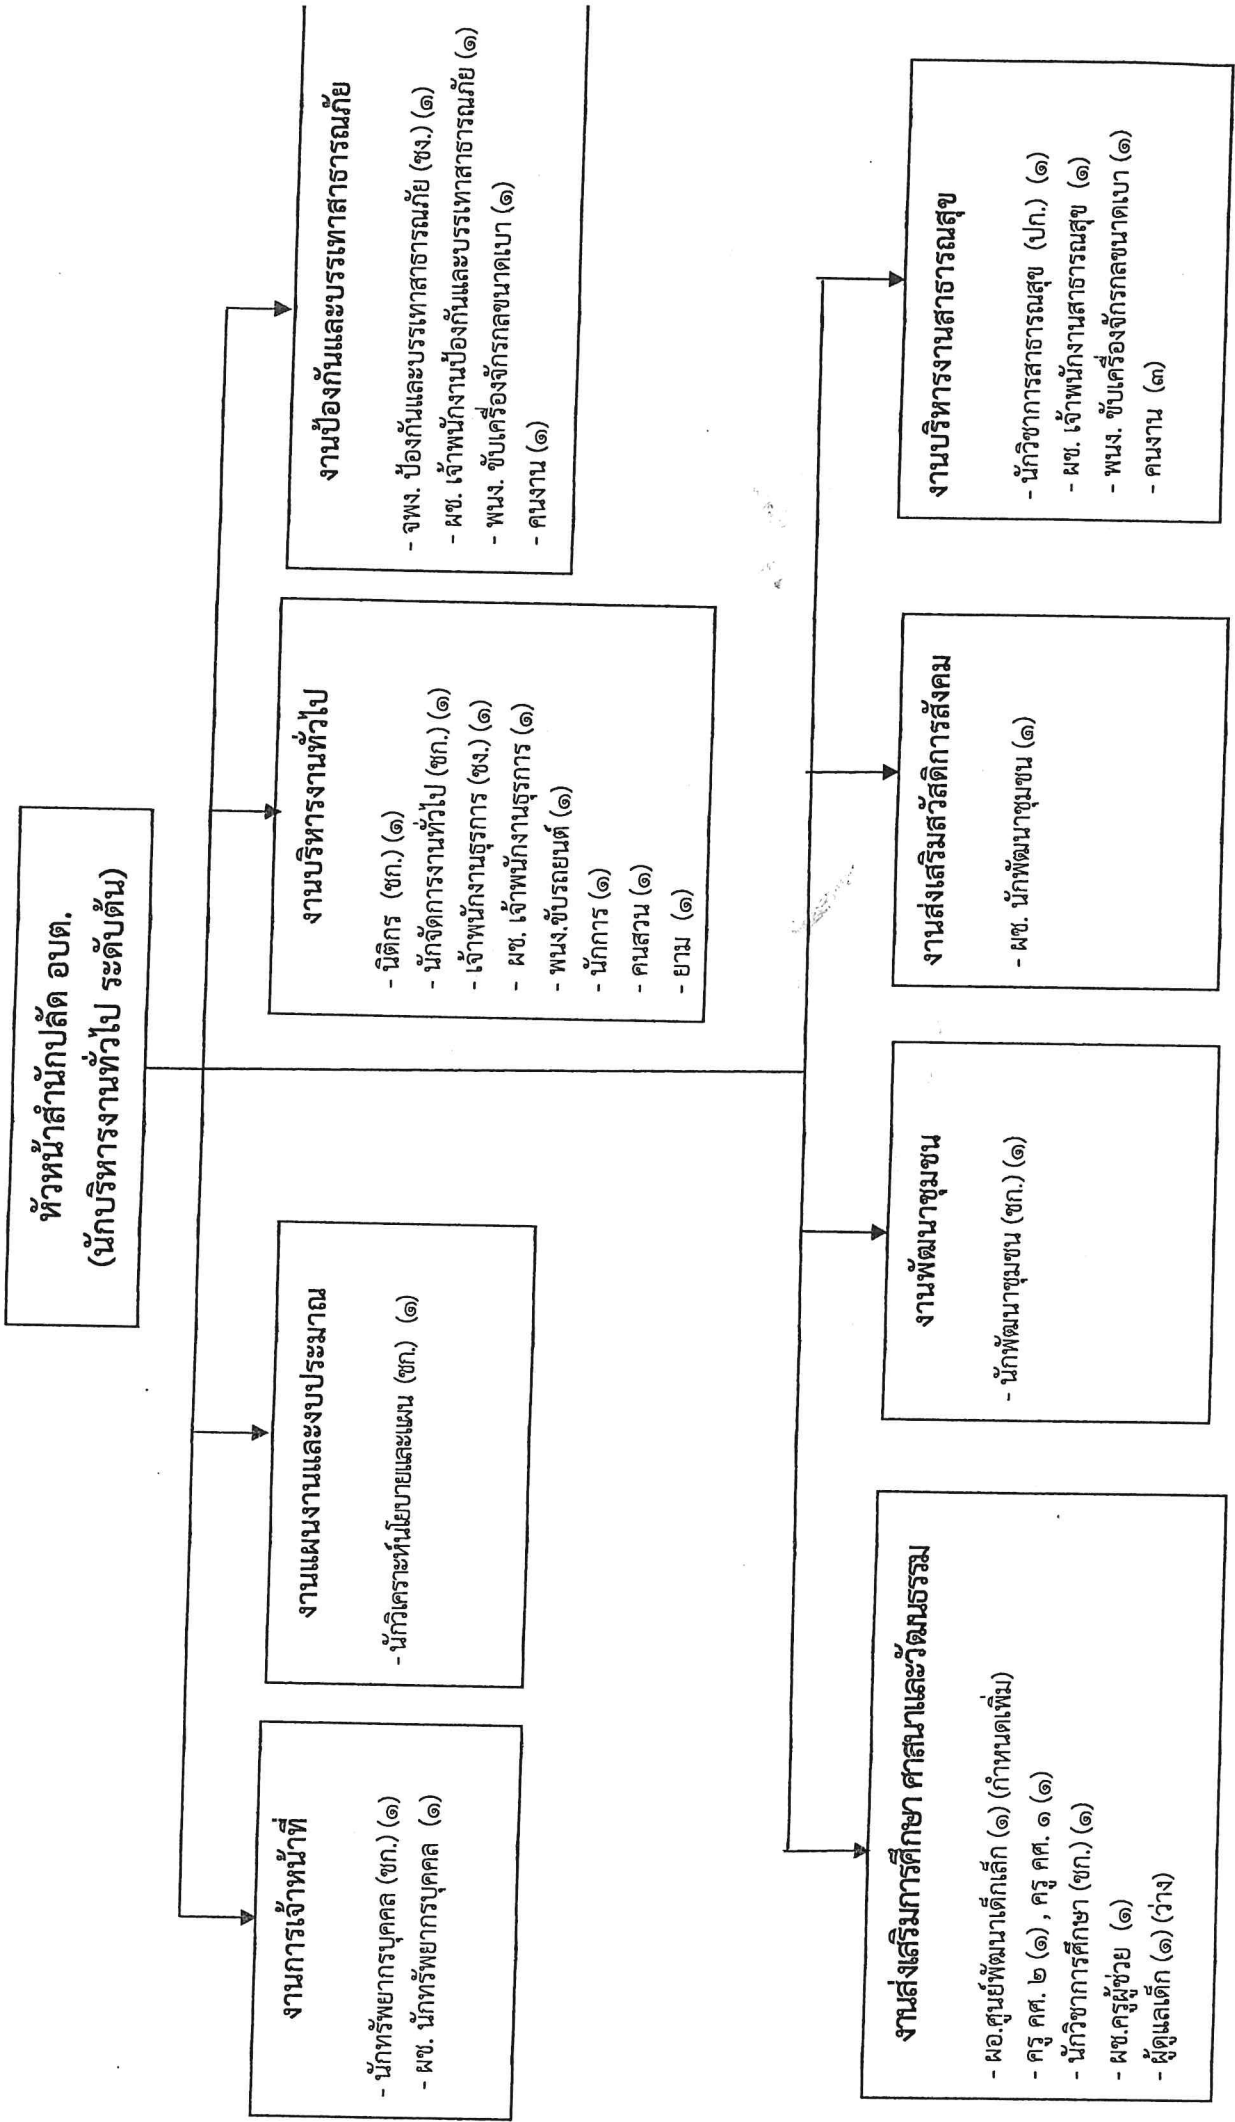 หัวหน้าสำนักปลัด อบต.
(นักบริหารงานทั่วไป ระดับต้น)
งานการเจ้าหน้าที่
- นักทรัพยากรบุคคล (ชก.) (๑)
- ผช. นักทรัพยากรบุคคล (๑)
งานแผนงานและงบประมาณ
- นักวิเคราะห์นโยบายและแผน (ชก.) (๑)
งานบริหารงานทั่วไป
- นิติกร (ชก.) (๑)
- นักจัดการงานทั่วไป (ชก.) (๑)
- เจ้าพนักงานธุรการ (ชง.) (๑)
- ผช. เจ้าพนักงานธุรการ (๑)
- พนง.ขับรถยนต์ (๑)
- นักการ (๑)
- คนสวน (๑)
- ยาม (๑)
งานป้องกันและบรรเทาสาธารณภัย
- จพง. ป้องกันและบรรเทาสาธารณภัย (ชง.) (๑)
- ผช. เจ้าพนักงานป้องกันและบรรเทาสาธารณภัย (๑)
- พนง. ขับเครื่องจักรกลขนาดเบา (๑)
- คนงาน (๑)
งานส่งเสริมการศึกษา ศาสนาและวัฒนธรรม
- ผอ.ศูนย์พัฒนาเด็กเล็ก (๑) (กำหนดเพิ่ม)
- ครู คศ. ๒ (๑) , ครู คศ. ๑ (๑)
- นักวิชาการศึกษา (ชก.) (๑)
- ผช.ครูผู้ช่วย (๑)
- ผู้ดูแลเด็ก (๑) (ว่าง)
งานพัฒนาชุมชน
- นักพัฒนาชุมชน (ชก.) (๑)
งานส่งเสริมสวัสดิการสังคม
- ผช. นักพัฒนาชุมชน (๑)
งานบริหารงานสาธารณสุข
- นักวิชาการสาธารณสุข (ปก.) (๑)
- ผช. เจ้าพนักงานสาธารณสุข (๑)
- พนง. ขับเครื่องจักรกลขนาดเบา (๑)
- คนงาน (๓)